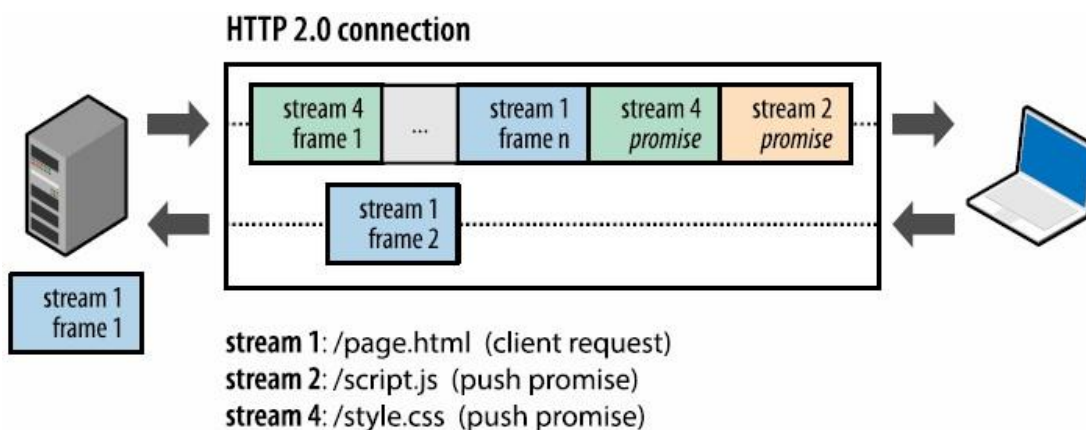 HTTP 2.0 connection
stream 4
frame 1
...
stream 1
frame n
stream 4
promise
stream 2
promise
stream 1
frame 2
stream 1
frame 1
stream 1: /page.html (client request)
stream 2: /script.js (push promise)
stream 4: /style.css (push promise)